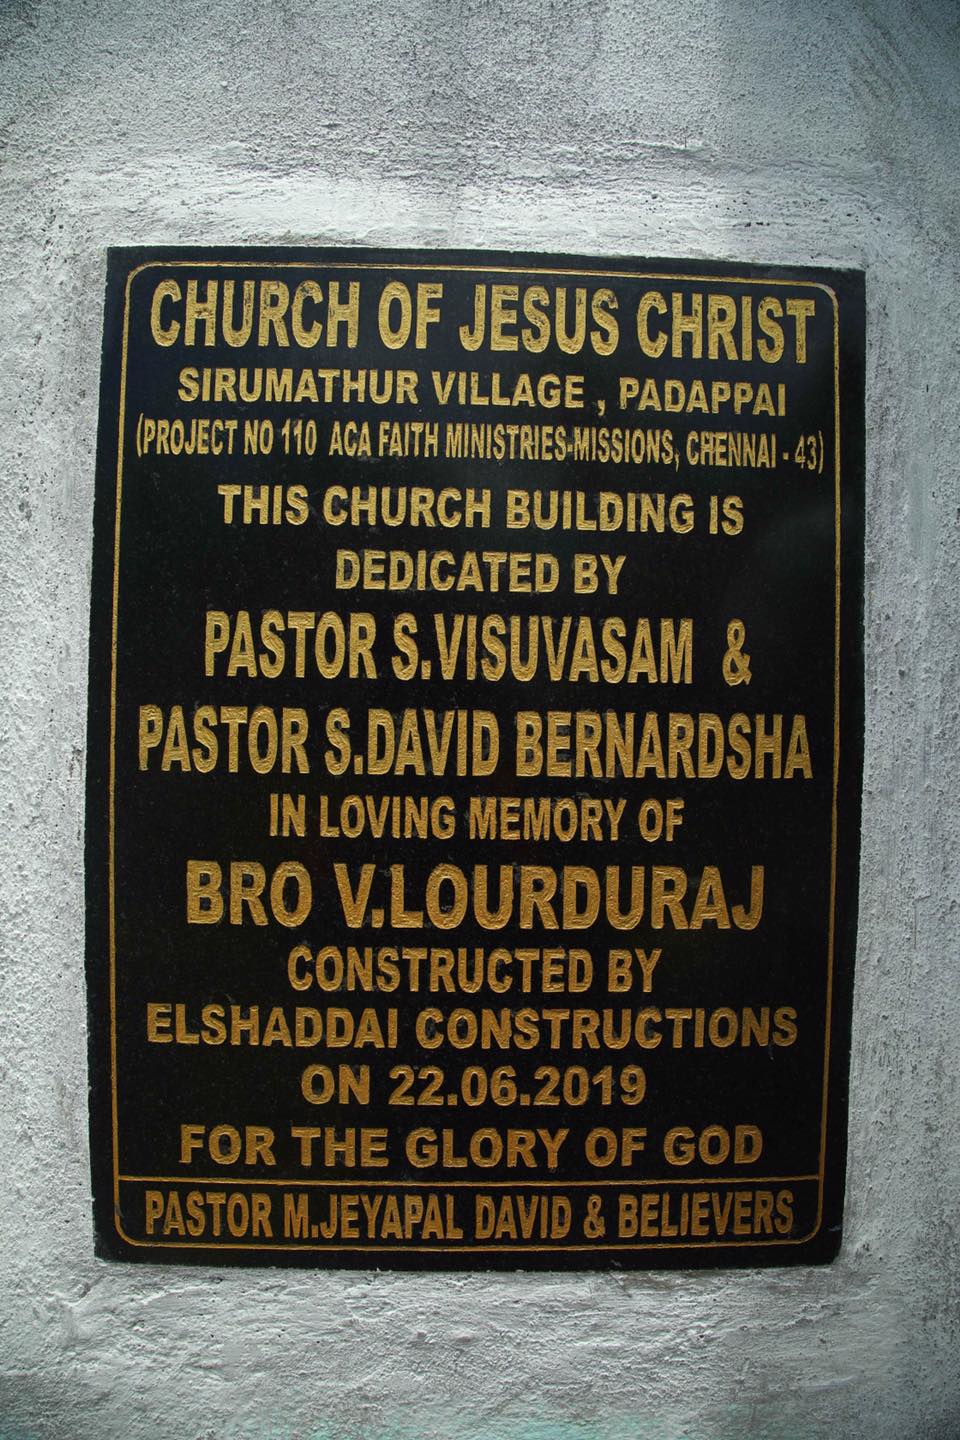 CHURCH OF JESUS CHRIST
SIRUMATHUR VILLAGE , PADAPPAI
(PROJECT NO 110 ACA FAITH MINISTRIES-MISSIONS, CHENNAI - 43)
THIS CHURCH BUILDING IS
DEDICATED BY
PASTOR S.VISUVASAM &
PASTOR S.DAVID BERNARDSHA
IN LOVING MEMORY OF
BRO V.LOURDURAJ
CONSTRUCTED BY
ELSHADDAI CONSTRUCTIONS
ON 22.06.2019
FOR THE GLORY OF GOD
PASTOR M.JEYAPAL DAVID & BELIEVERS